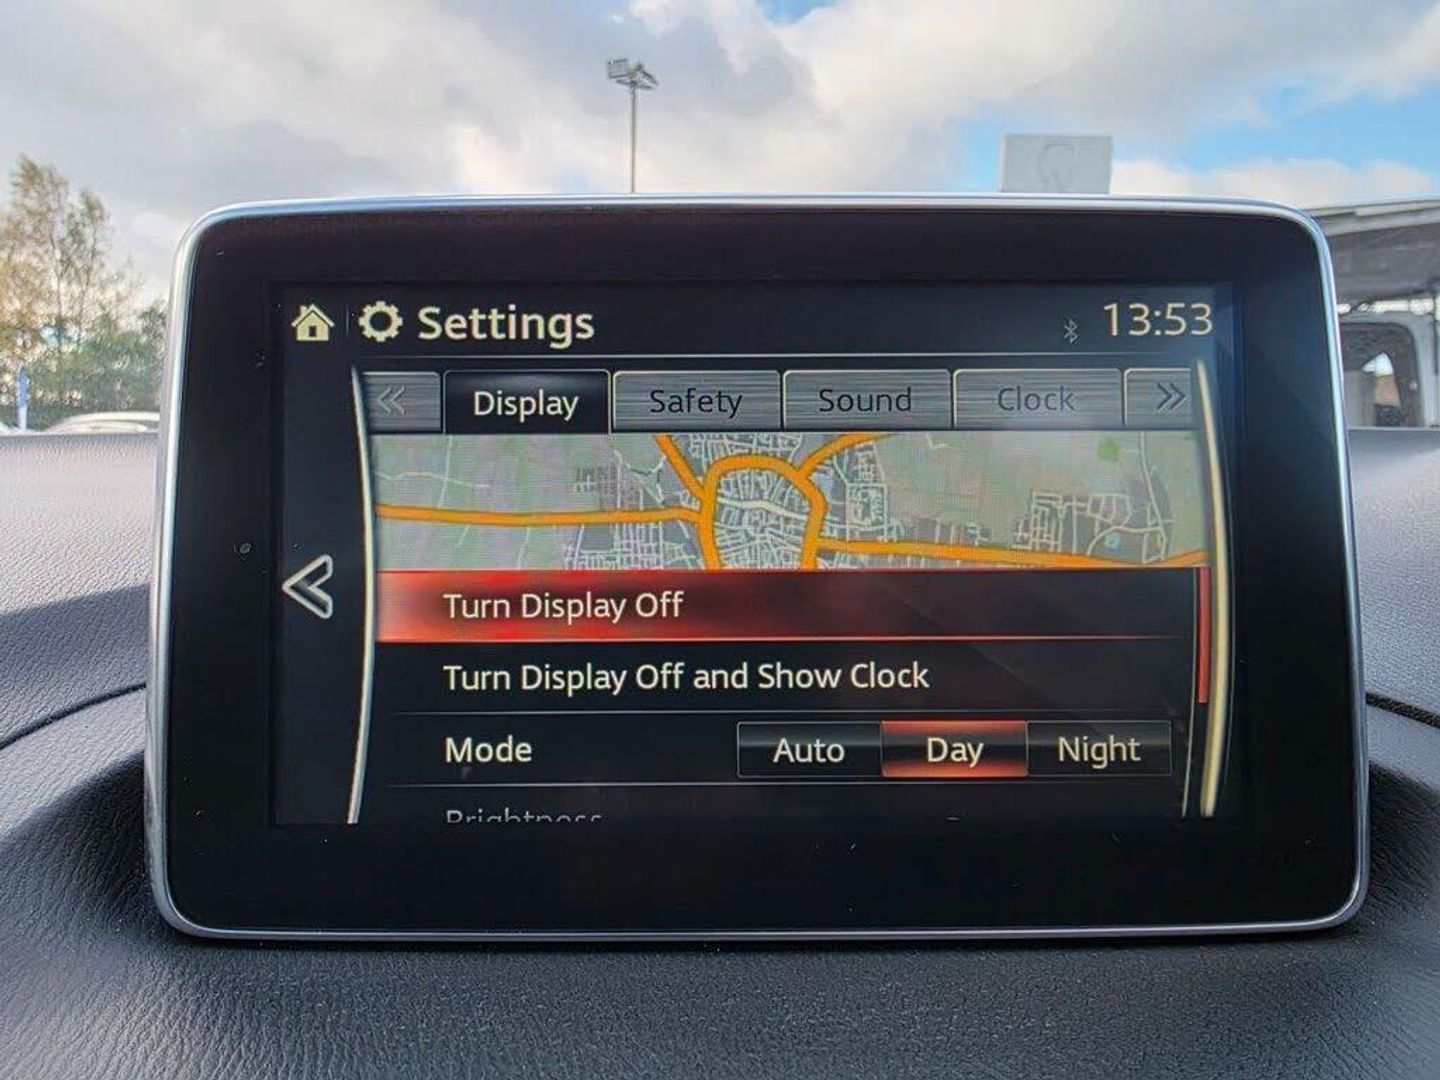 Settings 13:53
Display Safety Sound Clock
Turn Display Off
Turn Display Off and Show Clock
Mode Auto Day Night
Brightness